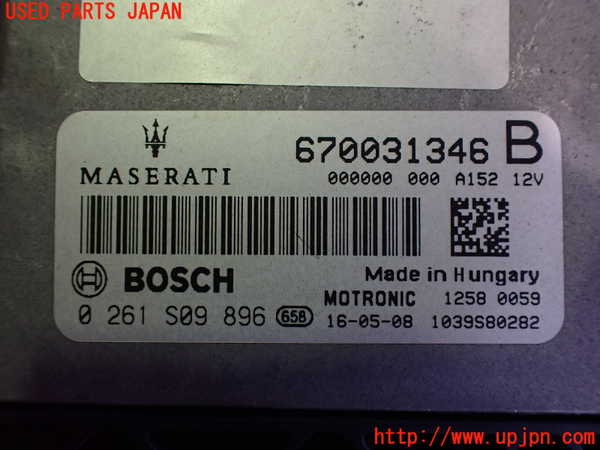 USED PARTS JAPAN
MASERATI
670031346 B
000000 000 A152 12V
BOSCH
Made in Hungary
MOTRONIC 1258 0059
0 261 S09 896 65B
16-05-08 1039S80282
http://www.upjpn.com